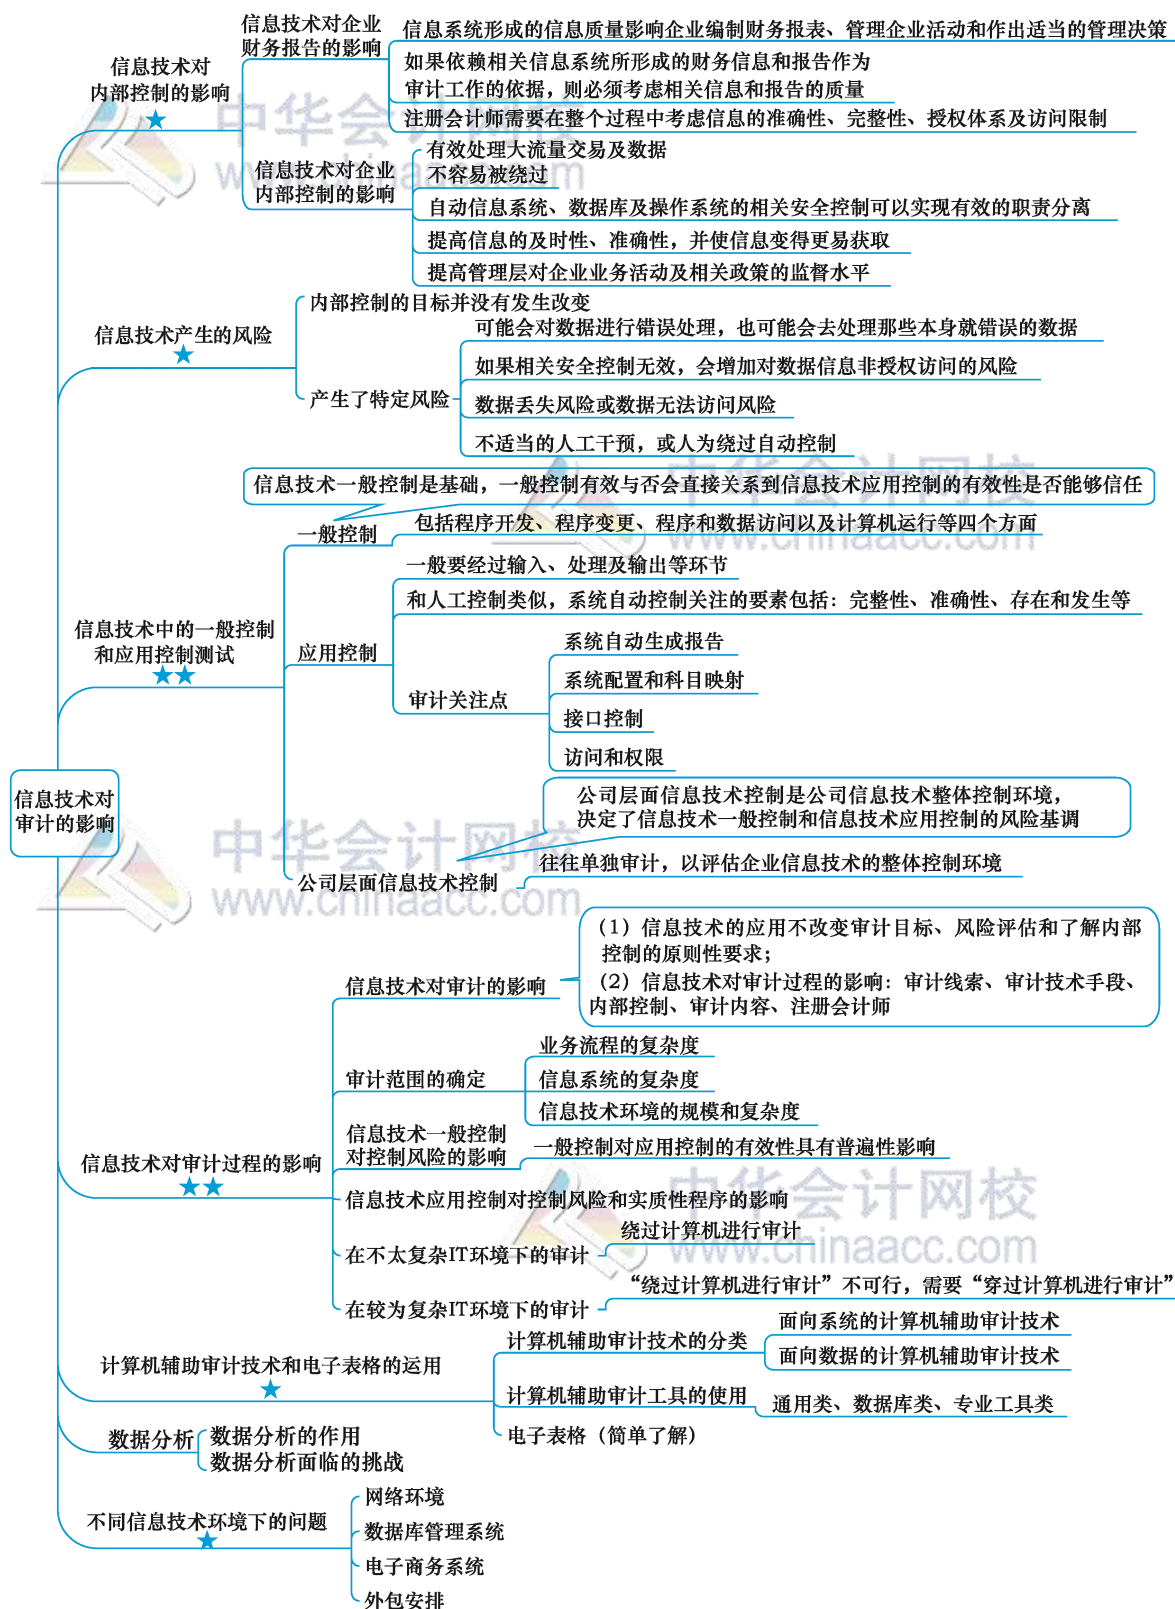 信息技术对企业
财务报告的影响
信息系统形成的信息质量影响企业编制财务报表、管理企业活动和作出适当的管理决策
如果依赖相关信息系统所形成的财务信息和报告作为
审计工作的依据，则必须考虑相关信息和报告的质量
注册会计师需要在整个过程中考虑信息的准确性、完整性、授权体系及访问限制
信息技术对
内部控制的影响
中华会计网校
www.chinaacc.com
信息技术对企业
内部控制的影响
有效处理大流量交易及数据
不容易被绕过
自动信息系统、数据库及操作系统的相关安全控制可以实现有效的职责分离
提高信息的及时性、准确性，并使信息变得更易获取
提高管理层对企业业务活动及相关政策的监督水平
信息技术产生的风险
内部控制的目标并没有发生改变
产生了特定风险
可能会对数据进行错误处理，也可能会去处理那些本身就错误的数据
如果相关安全控制无效，会增加对数据信息非授权访问的风险
数据丢失风险或数据无法访问风险
不适当的人工干预，或人为绕过自动控制
中华会计网校
www.chinaacc.com
信息技术一般控制是基础，一般控制有效与否会直接关系到信息技术应用控制的有效性是否能够信任
一般控制
包括程序开发、程序变更、程序和数据访问以及计算机运行等四个方面
信息技术中的一般控制
和应用控制测试
应用控制
一般要经过输入、处理及输出等环节
和人工控制类似，系统自动控制关注的要素包括：完整性、准确性、存在和发生等
审计关注点
系统自动生成报告
系统配置和科目映射
接口控制
访问和权限
公司层面信息技术控制是公司信息技术整体控制环境，
决定了信息技术一般控制和信息技术应用控制的风险基调
公司层面信息技术控制
往往单独审计，以评估企业信息技术的整体控制环境
信息技术对
审计的影响
中华会计网校
www.chinaacc.com
信息技术对审计过程的影响
信息技术对审计的影响
（1）信息技术的应用不改变审计目标、风险评估和了解内部
控制的原则性要求；
（2）信息技术对审计过程的影响：审计线索、审计技术手段、
内部控制、审计内容、注册会计师
审计范围的确定
业务流程的复杂度
信息系统的复杂度
信息技术环境的规模和复杂度
信息技术一般控制
对控制风险的影响
一般控制对应用控制的有效性具有普遍性影响
信息技术应用控制对控制风险和实质性程序的影响
中华会计网校
www.chinaacc.com
在不太复杂IT环境下的审计
绕过计算机进行审计
在较为复杂IT环境下的审计
“绕过计算机进行审计”不可行，需要“穿过计算机进行审计”
计算机辅助审计技术和电子表格的运用
计算机辅助审计技术的分类
面向系统的计算机辅助审计技术
面向数据的计算机辅助审计技术
计算机辅助审计工具的使用
通用类、数据库类、专业工具类
电子表格（简单了解）
数据分析
数据分析的作用
数据分析面临的挑战
不同信息技术环境下的问题
网络环境
数据库管理系统
电子商务系统
外包安排